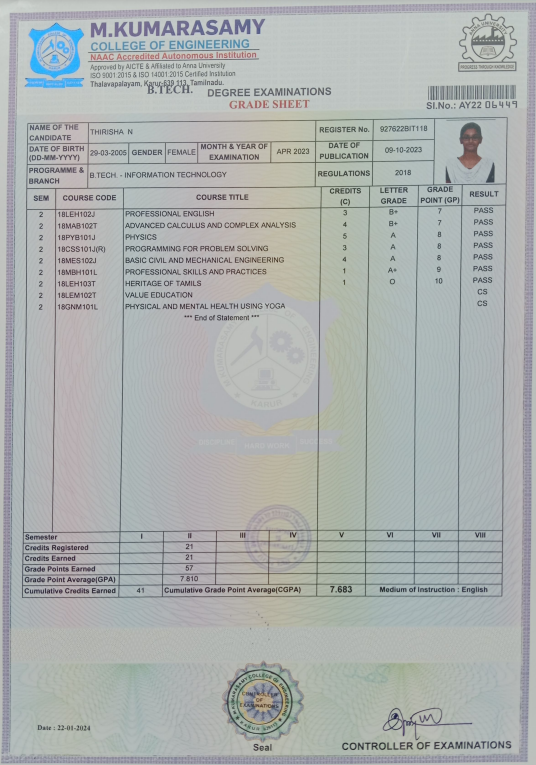 M.KUMARASAMY
COLLEGE OF ENGINEERING
NAAC Accredited Autonomous Institution
Approved by AICTE & Affiliated to Anna University
ISO 9001:2015 & ISO 14001:2015 Certified Institution
Thalavapalayam, Karur-639 113, Tamilnadu.
B.TECH. DEGREE EXAMINATIONS
GRADE SHEET
PROGRESS THROUGH KNOWLEDGE
Sl.No.: AY22 06449
NAME OF THE CANDIDATE THIRISHA N REGISTER No. 927622BIT118
DATE OF BIRTH (DD-MM-YYYY) 29-03-2005 GENDER FEMALE MONTH & YEAR OF EXAMINATION APR 2023 DATE OF PUBLICATION 09-10-2023
PROGRAMME & BRANCH B.TECH. - INFORMATION TECHNOLOGY REGULATIONS 2018
SEM COURSE CODE COURSE TITLE CREDITS (C) LETTER GRADE GRADE POINT (GP) RESULT
2 18LEH102J PROFESSIONAL ENGLISH 3 B+ 7 PASS
2 18MAB102T ADVANCED CALCULUS AND COMPLEX ANALYSIS 4 B+ 7 PASS
2 18PYB101J PHYSICS 5 A 8 PASS
2 18CSS101J(R) PROGRAMMING FOR PROBLEM SOLVING 3 A 8 PASS
2 18MES102J BASIC CIVIL AND MECHANICAL ENGINEERING 4 A 8 PASS
2 18MBH101L PROFESSIONAL SKILLS AND PRACTICES 1 A+ 9 PASS
2 18LEH103T HERITAGE OF TAMILS 1 O 10 PASS
2 18LEM102T VALUE EDUCATION CS
2 18GNM101L PHYSICAL AND MENTAL HEALTH USING YOGA CS
*** End of Statement ***
Semester I II III IV V VI VII VIII
Credits Registered 21
Credits Earned 21
Grade Points Earned 57
Grade Point Average(GPA) 7.810
Cumulative Credits Earned 41 Cumulative Grade Point Average(CGPA) 7.683 Medium of Instruction : English
M.KUMARASAMY COLLEGE OF ENGINEERING
CONTROLLER
OF
EXAMINATIONS
Date : 22-01-2024
Seal
CONTROLLER OF EXAMINATIONS